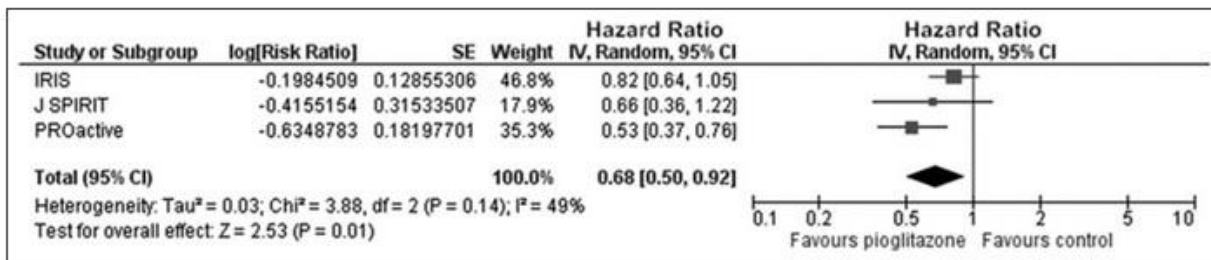 Hazard Ratio Hazard Ratio
Study or Subgroup log[Risk Ratio] SE Weight IV, Random, 95% CI IV, Random, 95% CI
IRIS -0.1984509 0.12855306 46.8% 0.82 [0.64, 1.05]
J SPIRIT -0.4155154 0.31533507 17.9% 0.66 [0.36, 1.22]
PROactive -0.6348783 0.18197701 35.3% 0.53 [0.37, 0.76]
Total (95% CI) 100.0% 0.68 [0.50, 0.92]
Heterogeneity: Tau² = 0.03; Chi² = 3.88, df = 2 (P = 0.14); I² = 49%
Test for overall effect: Z = 2.53 (P = 0.01)
0.1 0.2 0.5 1 2 5 10
Favours pioglitazone Favours control